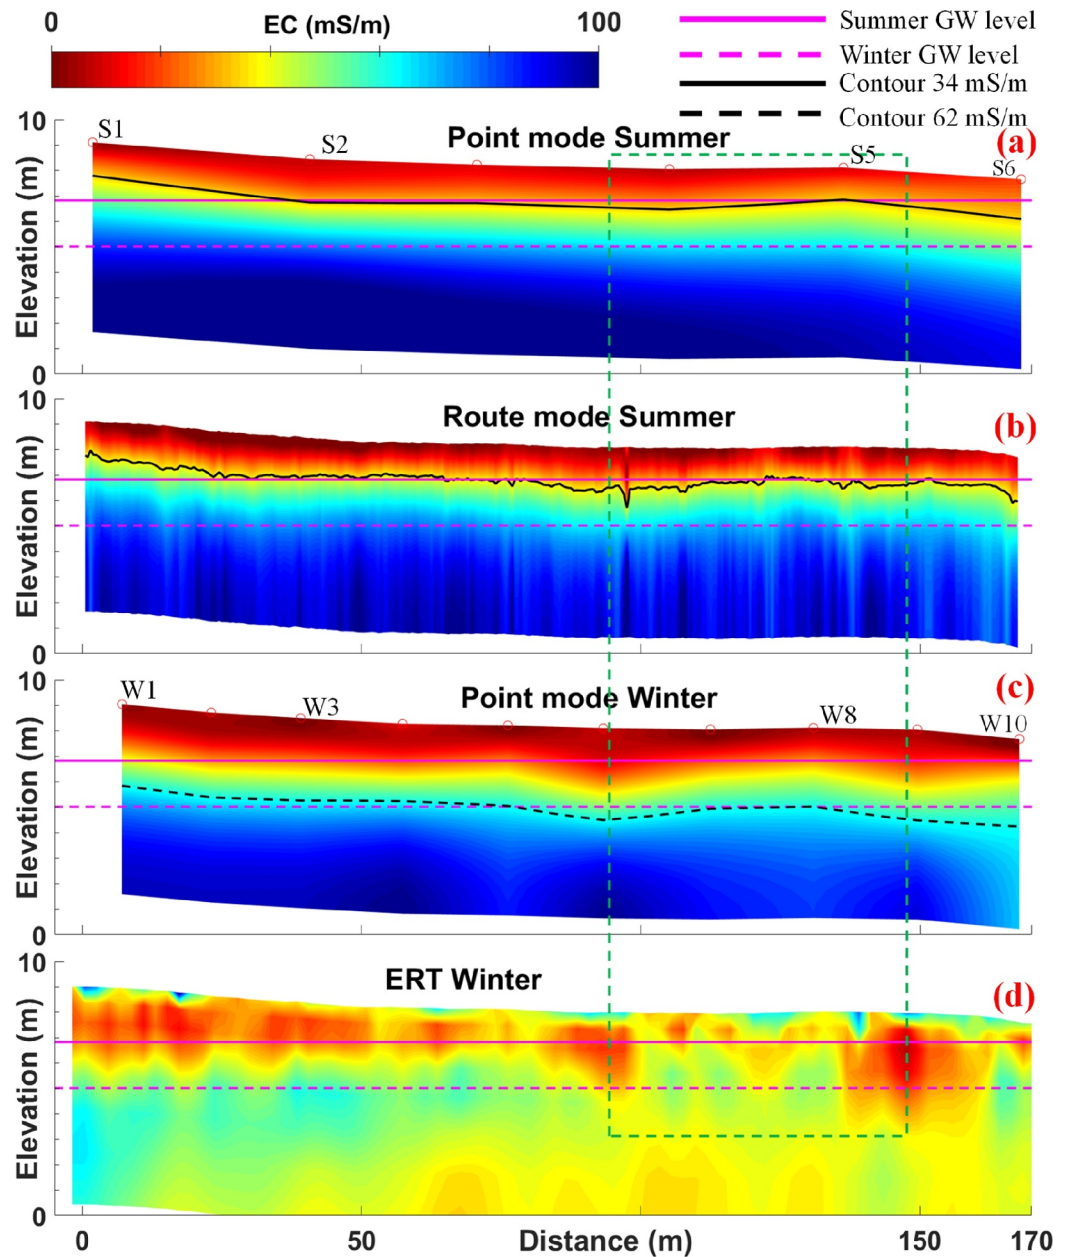 0 EC (mS/m) 100
Summer GW level
Winter GW level
Contour 34 mS/m
Contour 62 mS/m
10
S1 S2 Point mode Summer S5 S6 (a)
Elevation (m)
0
10
Route mode Summer (b)
Elevation (m)
0
10
W1 W3 Point mode Winter W8 W10 (c)
Elevation (m)
0
10
ERT Winter (d)
Elevation (m)
0
0 50 Distance (m) 150 170